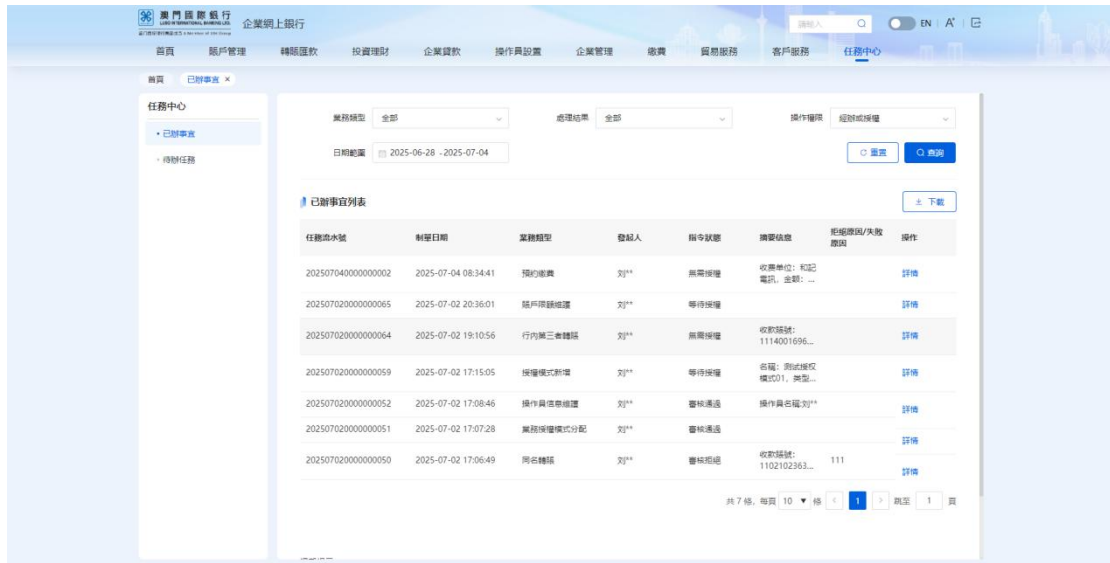 澳門國際銀行
LUSO INTERNATIONAL BANKING LTD.
企業網上銀行
請輸入
EN
首頁 賬戶管理 轉賬匯款 投資理財 企業貸款 操作員設置 企業管理 繳費 貿易服務 客戶服務 任務中心
首頁 已辦事宜 ×
任務中心
• 已辦事宜
• 待辦任務
業務類型 全部 處理結果 全部 操作權限 經辦或授權
日期範圍 2025-06-28 - 2025-07-04 重置 查詢
已辦事宜列表 下載
任務流水號 制單日期 業務類型 發起人 指令狀態 摘要信息 拒絕原因/失敗原因 操作
202507040000000002 2025-07-04 08:34:41 預約繳費 刘** 無需授權 收费单位：和記電訊，金額：... 詳情
202507020000000065 2025-07-02 20:36:01 賬戶限額維護 刘** 等待授權 詳情
202507020000000064 2025-07-02 19:10:56 行內第三者轉賬 刘** 無需授權 收款賬號：1114001696... 詳情
202507020000000059 2025-07-02 17:15:05 授權模式新增 刘** 等待授權 名稱：测试授权模式01，类型... 詳情
202507020000000052 2025-07-02 17:08:46 操作員信息維護 刘** 審核通過 操作員名稱:刘** 詳情
202507020000000051 2025-07-02 17:07:28 業務授權模式分配 刘** 審核通過 詳情
202507020000000050 2025-07-02 17:06:49 同名轉賬 刘** 審核拒絕 收款賬號：1102102363... 111 詳情
共 7 條，每頁 10 ▼ 條 < 1 > 跳至 1 頁